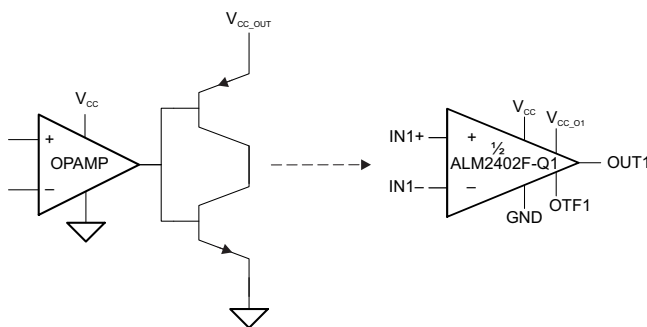 V_CC_OUT
V_CC
+
OPAMP
−
V_CC
V_CC_O1
IN1+
+
½
ALM2402F-Q1
OUT1
IN1−
−
OTF1
GND